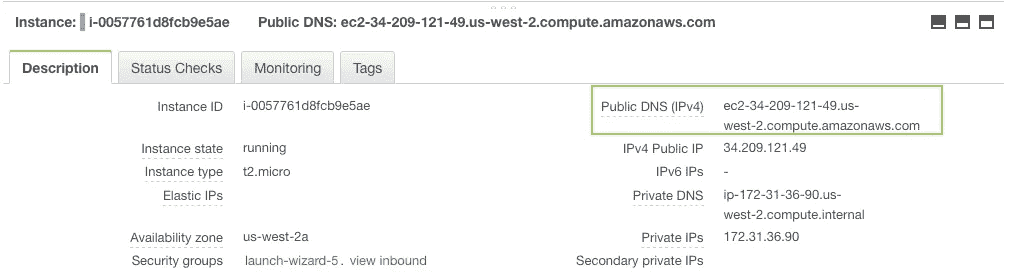 Instance: i-0057761d8fcb9e5ae Public DNS: ec2-34-209-121-49.us-west-2.compute.amazonaws.com
Description Status Checks Monitoring Tags
Instance ID i-0057761d8fcb9e5ae Public DNS (IPv4) ec2-34-209-121-49.us-
west-2.compute.amazonaws.com
Instance state running IPv4 Public IP 34.209.121.49
Instance type t2.micro IPv6 IPs -
Elastic IPs Private DNS ip-172-31-36-90.us-
west-2.compute.internal
Availability zone us-west-2a Private IPs 172.31.36.90
Security groups launch-wizard-5. view inbound Secondary private IPs